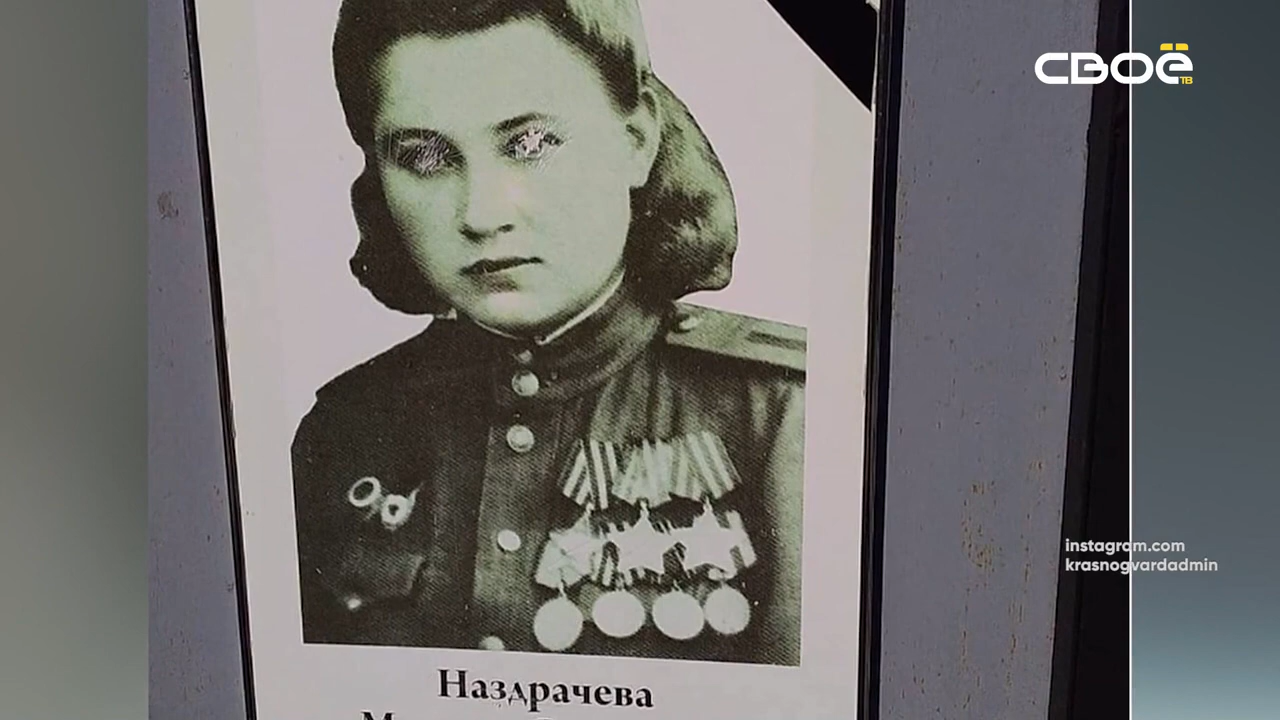 СВОЁ
ТВ
instagram.com
krasnogvardadmin
Наздрачева